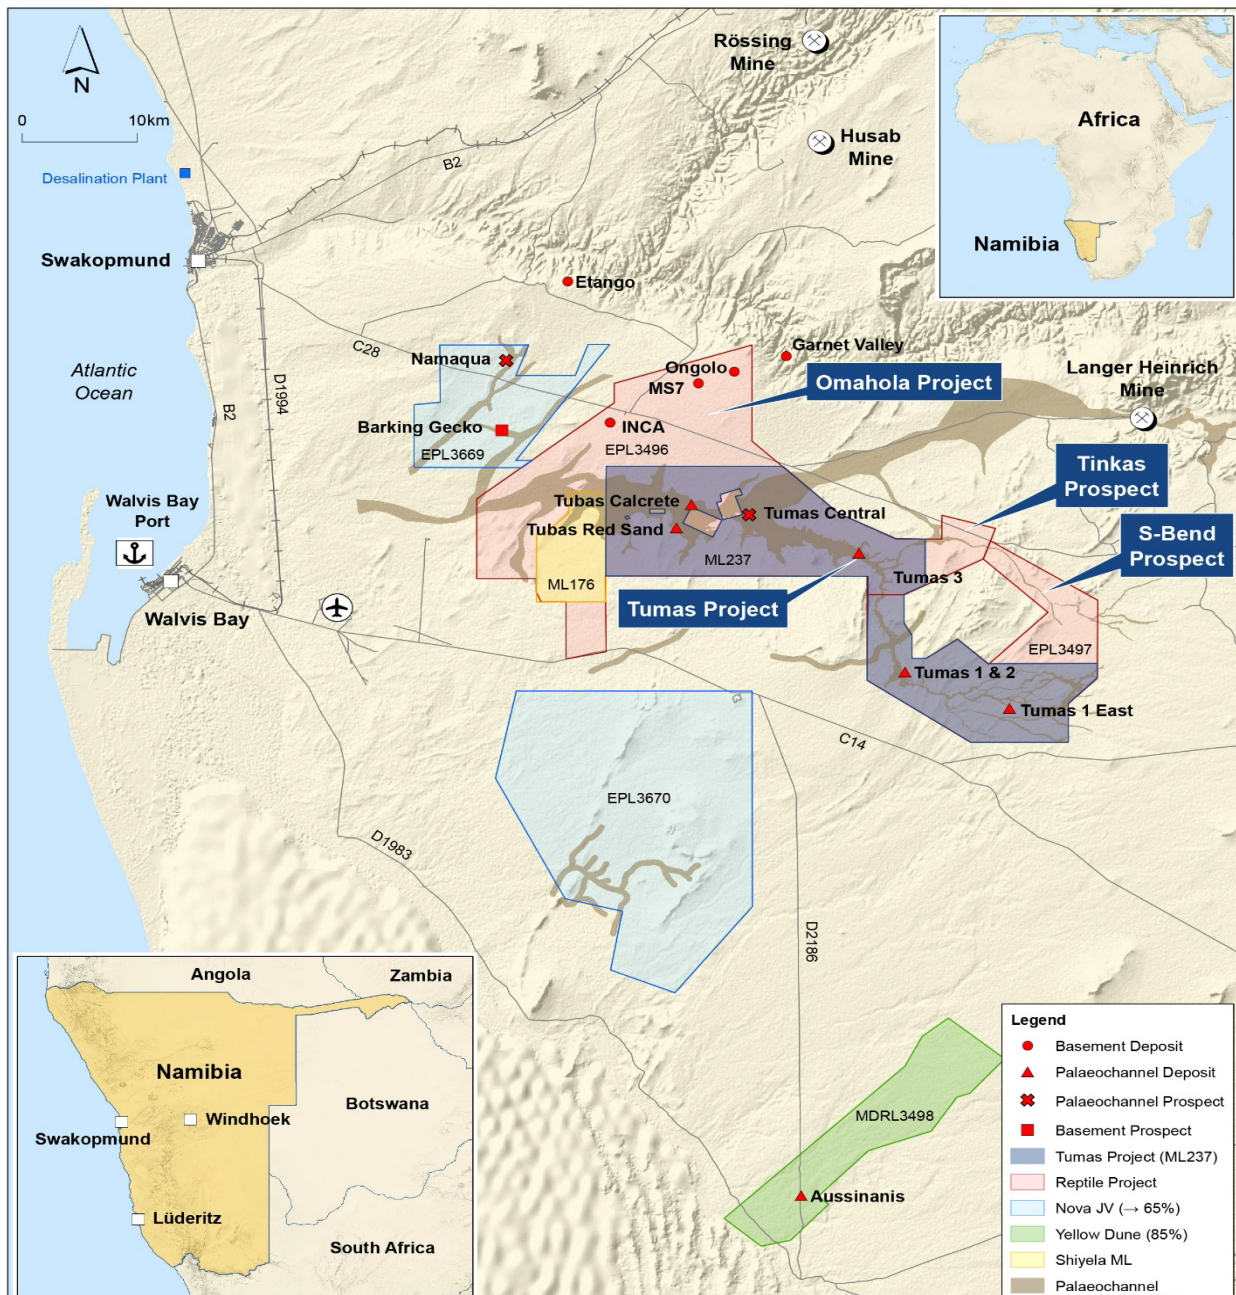 N
0 10km
Desalination Plant
Swakopmund
Atlantic
Ocean
B2
B2
D1994
C28
Rössing
Mine
Husab
Mine
Africa
Namibia
Etango
Namaqua
Barking Gecko
EPL3669
Ongolo
MS7
INCA
EPL3496
Garnet Valley
Omahola Project
Langer Heinrich
Mine
Tinkas
Prospect
S-Bend
Prospect
Walvis Bay
Port
Walvis Bay
Tubas Calcrete
Tubas Red Sand
Tumas Central
ML237
ML176
Tumas 3
Tumas Project
EPL3497
Tumas 1 & 2
Tumas 1 East
C14
EPL3670
D1983
D2186
MDRL3498
Aussinanis
Angola
Zambia
Namibia
Windhoek
Botswana
Swakopmund
Lüderitz
South Africa
Legend
Basement Deposit
Palaeochannel Deposit
Palaeochannel Prospect
Basement Prospect
Tumas Project (ML237)
Reptile Project
Nova JV (→ 65%)
Yellow Dune (85%)
Shiyela ML
Palaeochannel